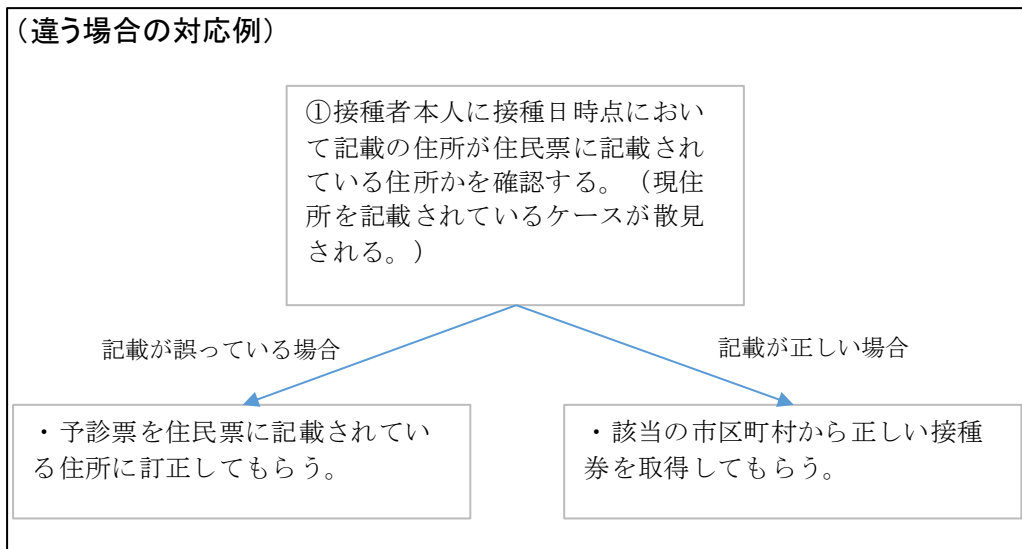 (違う場合の対応例)
①接種者本人に接種日時点におい
て記載の住所が住民票に記載され
ている住所かを確認する。（現住
所を記載されているケースが散見
される。）
記載が誤っている場合
記載が正しい場合
・予診票を住民票に記載されてい
る住所に訂正してもらう。
・該当の市区町村から正しい接種
券を取得してもらう。